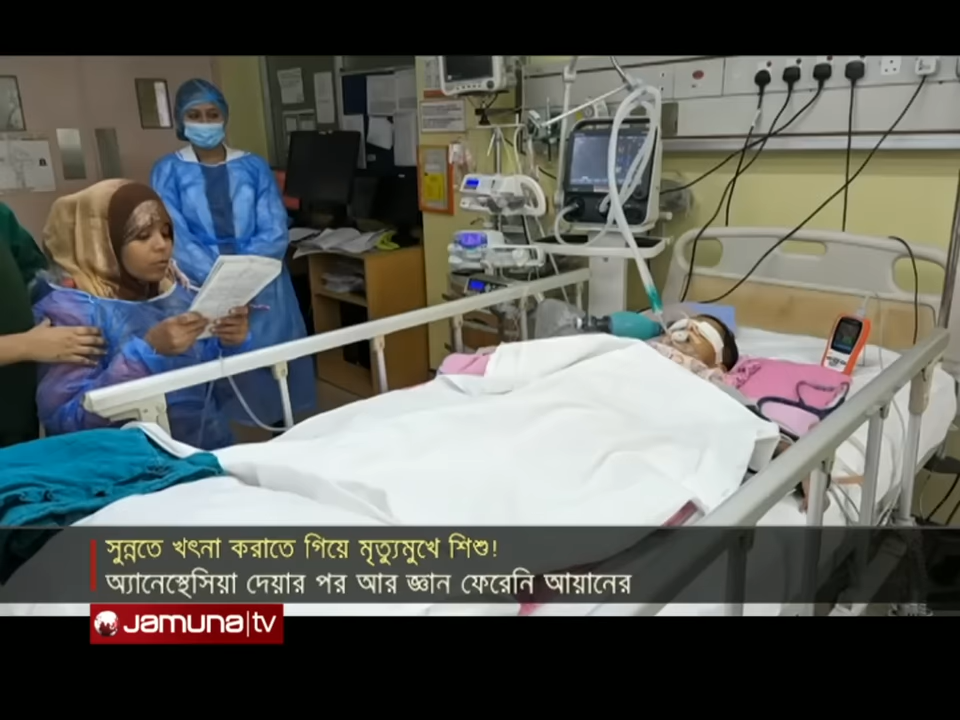 সুন্নতে খৎনা করাতে গিয়ে মৃত্যুমুখে শিশু!
অ্যানেস্থেসিয়া দেয়ার পর আর জ্ঞান ফেরেনি আয়ানের
Jamuna|tv